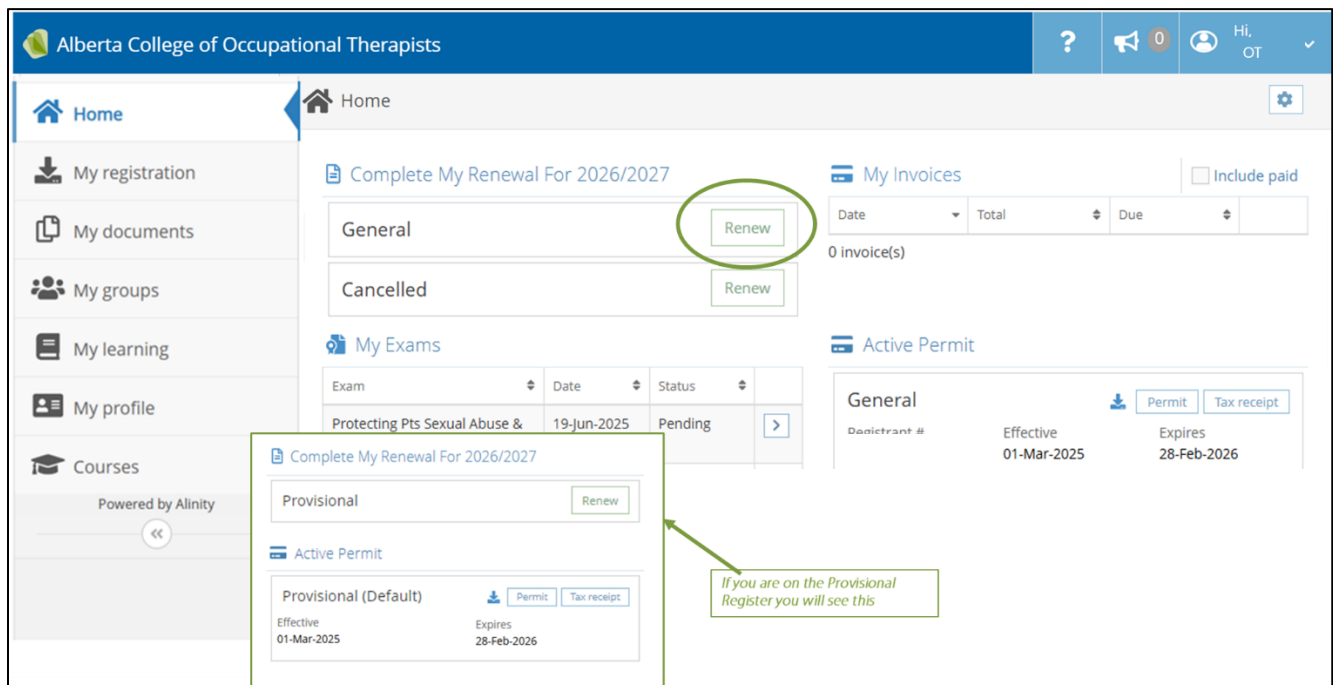 Alberta College of Occupational Therapists
?
0
Hi,
OT
Home
My registration
My documents
My groups
My learning
My profile
Courses
Powered by Alinity
«
Home
Complete My Renewal For 2026/2027
General Renew
Cancelled Renew
My Invoices Include paid
Date Total Due
0 invoice(s)
My Exams
Exam Date Status
Protecting Pts Sexual Abuse & 19-Jun-2025 Pending >
Active Permit
General Permit Tax receipt
Registrant # Effective Expires
01-Mar-2025 28-Feb-2026
Complete My Renewal For 2026/2027
Provisional Renew
Active Permit
Provisional (Default) Permit Tax receipt
Effective Expires
01-Mar-2025 28-Feb-2026
If you are on the Provisional
Register you will see this